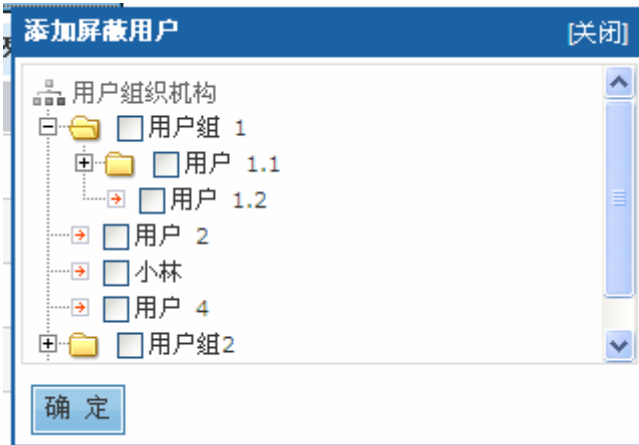 添加屏蔽用户 [关闭]
用户组织机构
用户组 1
用户 1.1
用户 1.2
用户 2
小林
用户 4
用户组2
确 定